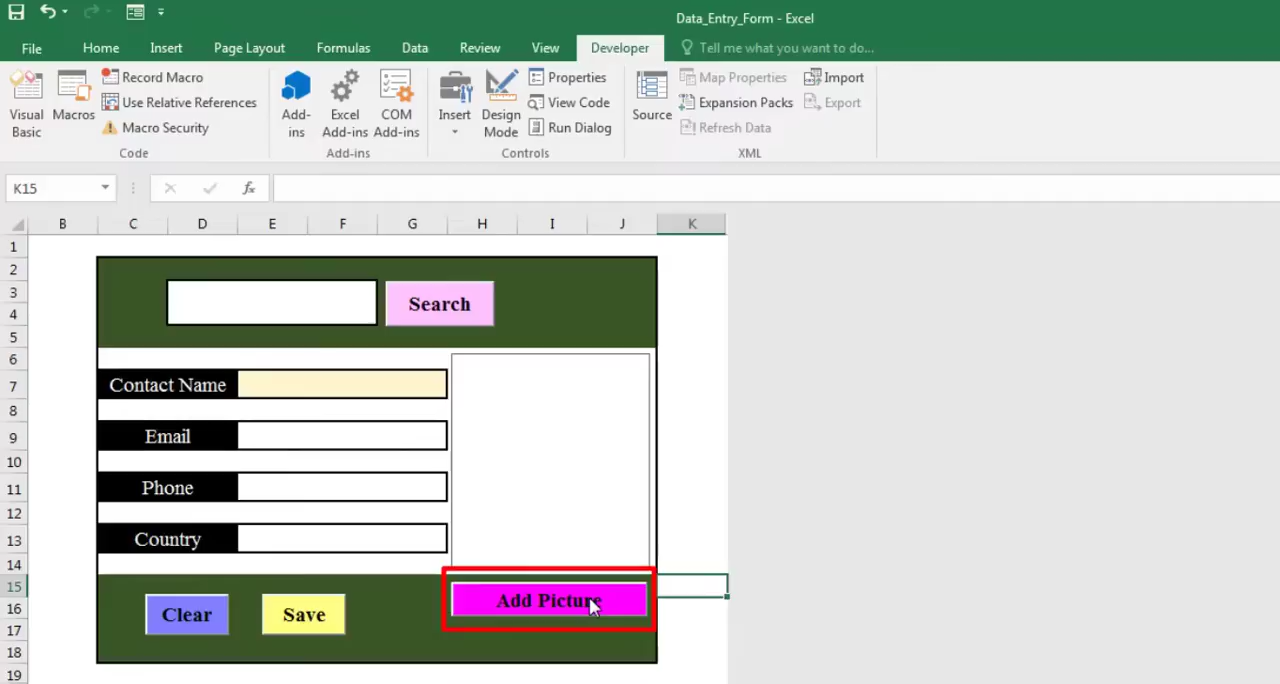 Data_Entry_Form - Excel
File Home Insert Page Layout Formulas Data Review View Developer Tell me what you want to do...
Visual Basic
Macros
Record Macro
Use Relative References
Macro Security
Code
Add-ins
Excel Add-ins
COM Add-ins
Add-ins
Insert
Design Mode
Properties
View Code
Run Dialog
Controls
Source
Map Properties
Expansion Packs
Refresh Data
Import
Export
XML
K15 fx
B C D E F G H I J K
1
2
3
Search
4
5
6
7 Contact Name
8
9 Email
10
11 Phone
12
13 Country
14
15
Add Picture
16 Clear Save
17
18
19